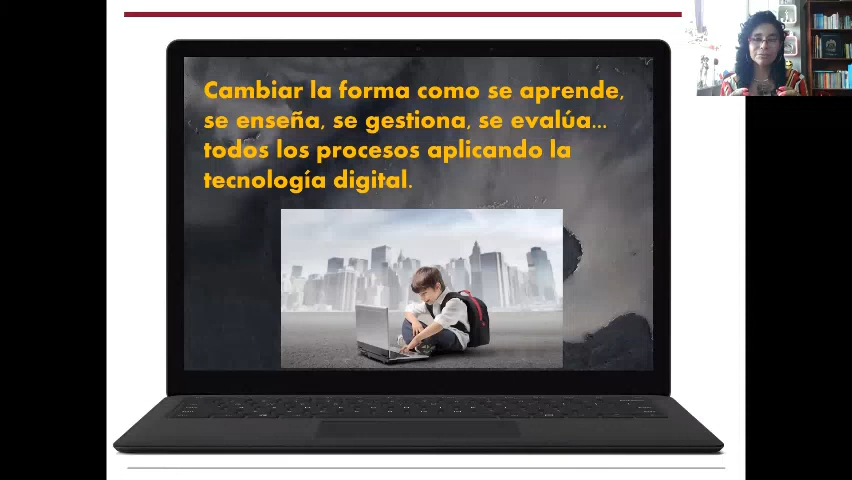 Cambiar la forma como se aprende,
se enseña, se gestiona, se evalúa...
todos los procesos aplicando la
tecnología digital.